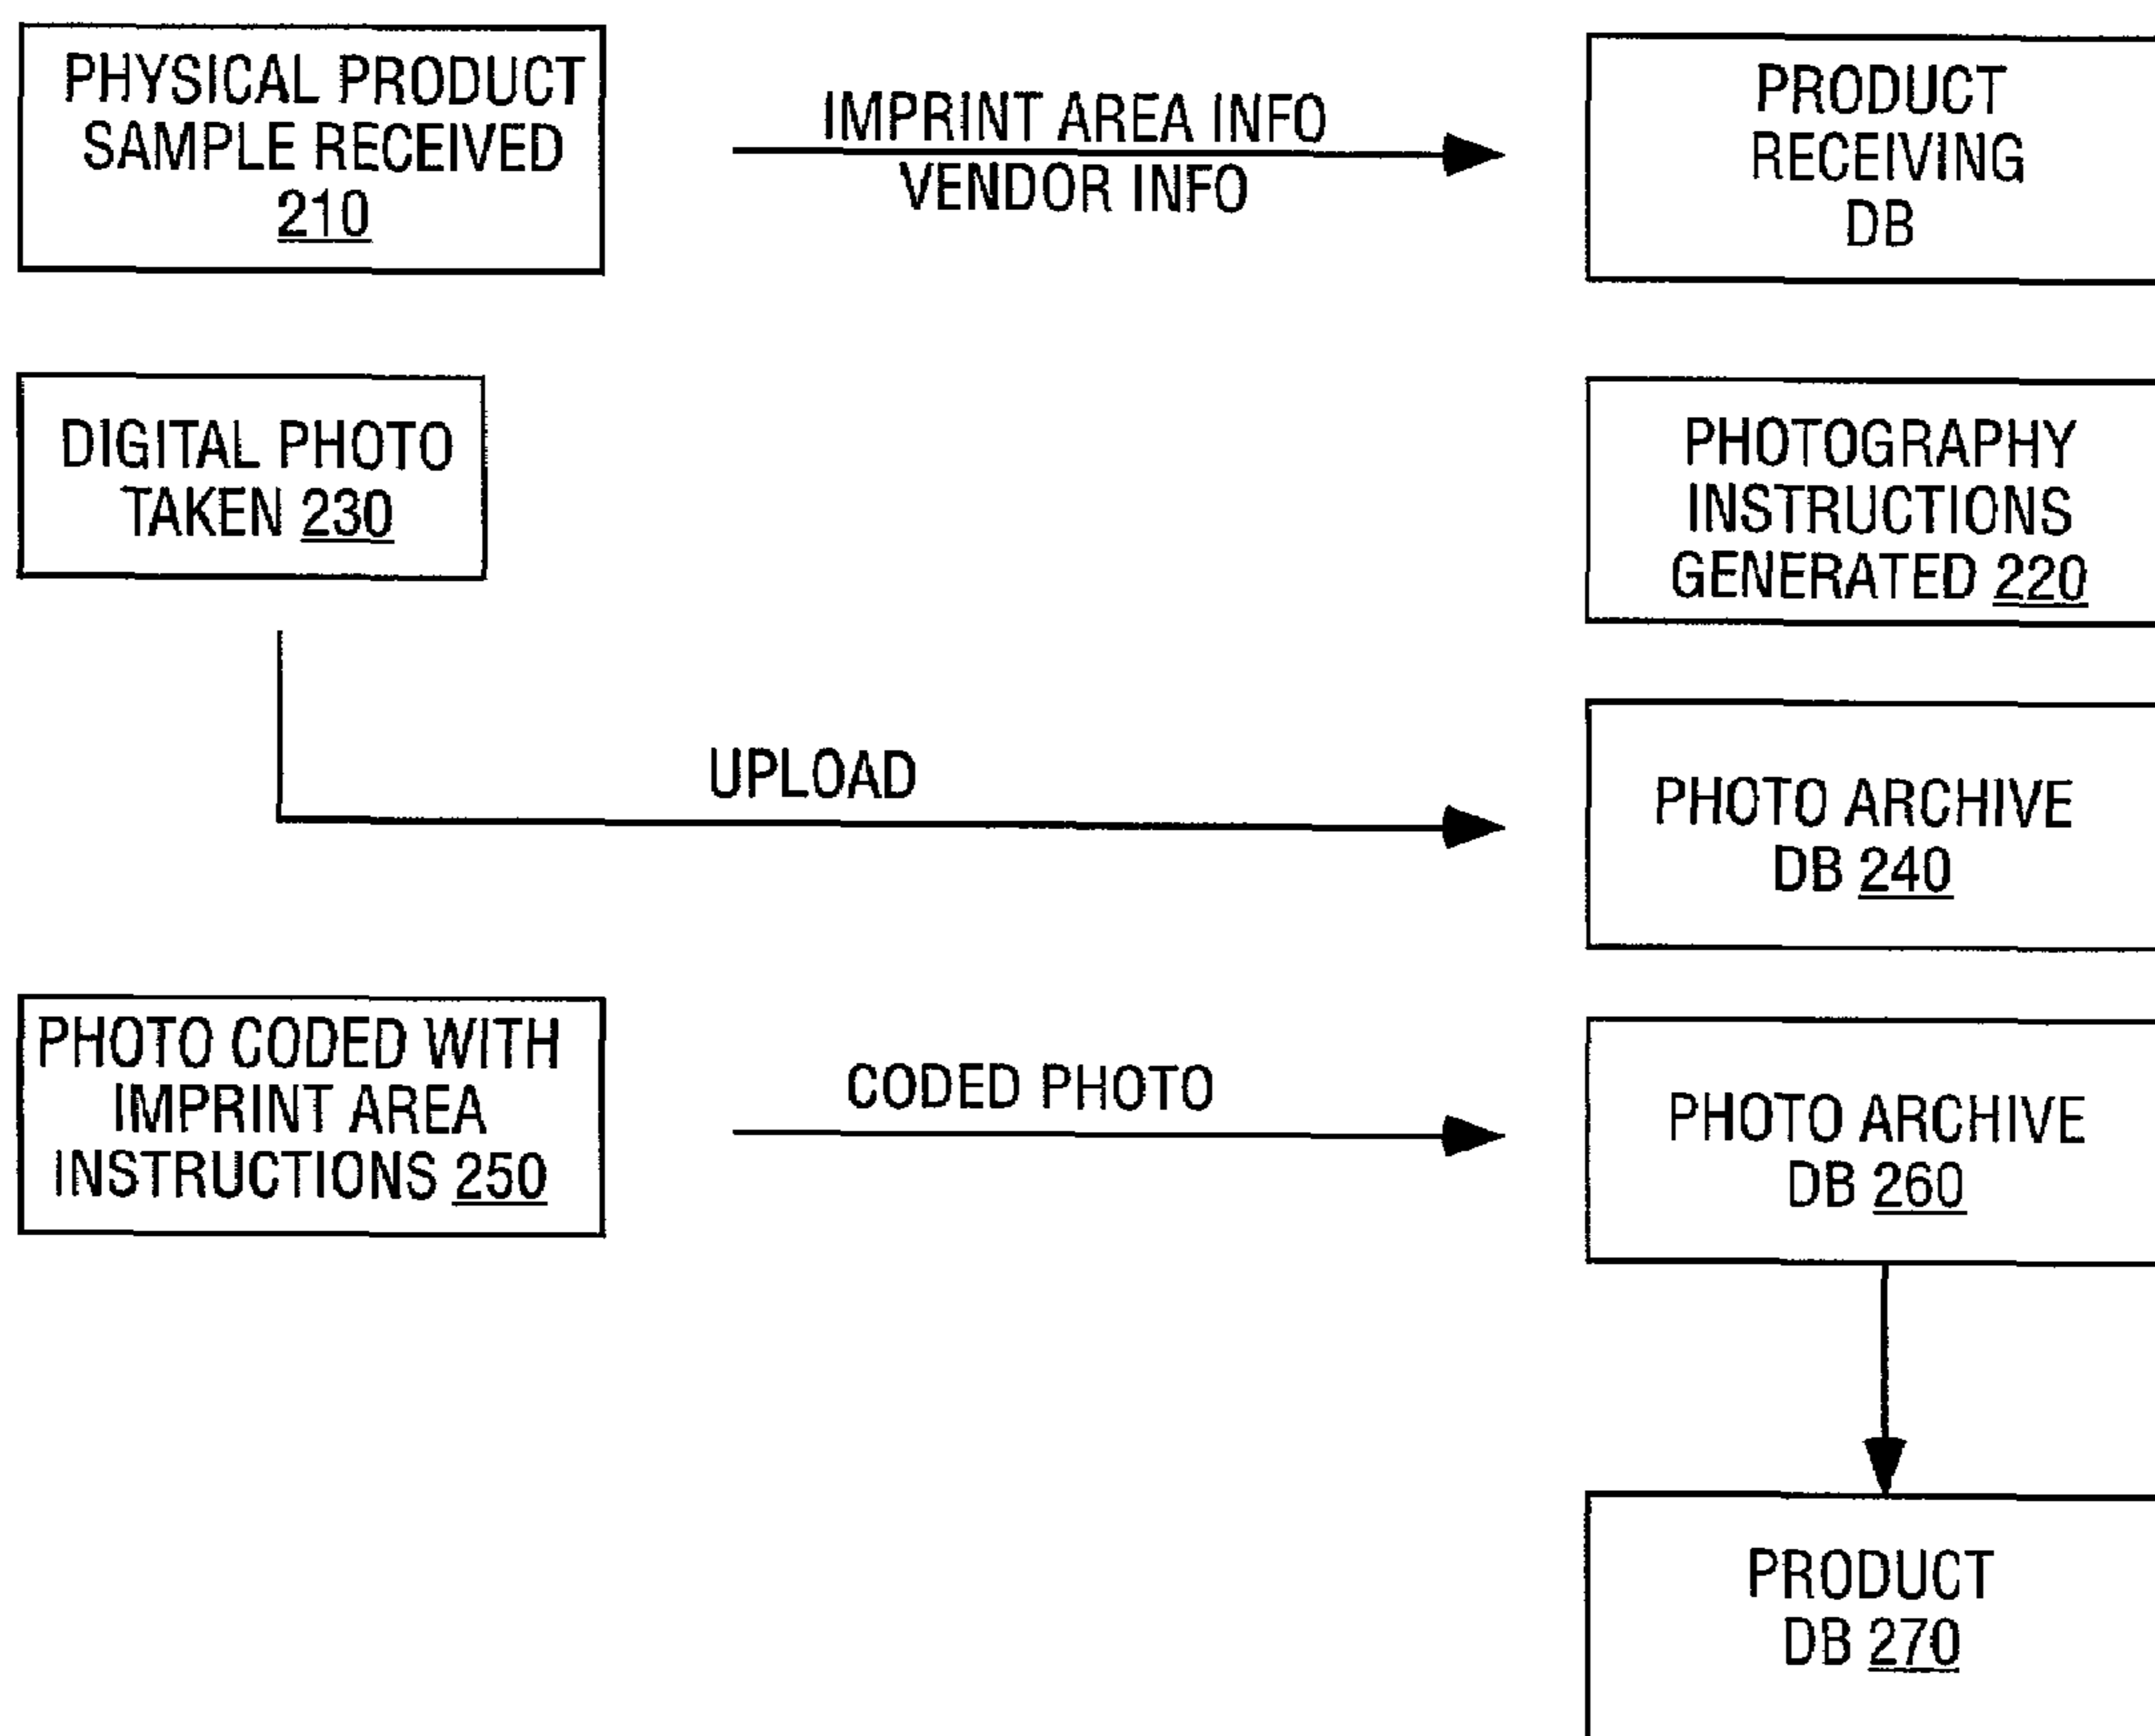 PHYSICAL PRODUCT
SAMPLE RECEIVED
210
IMPRINT AREA INFO
VENDOR INFO
PRODUCT
RECEIVING
DB
DIGITAL PHOTO
TAKEN 230
PHOTOGRAPHY
INSTRUCTIONS
GENERATED 220
UPLOAD
PHOTO ARCHIVE
DB 240
PHOTO CODED WITH
IMPRINT AREA
INSTRUCTIONS 250
CODED PHOTO
PHOTO ARCHIVE
DB 260
PRODUCT
DB 270